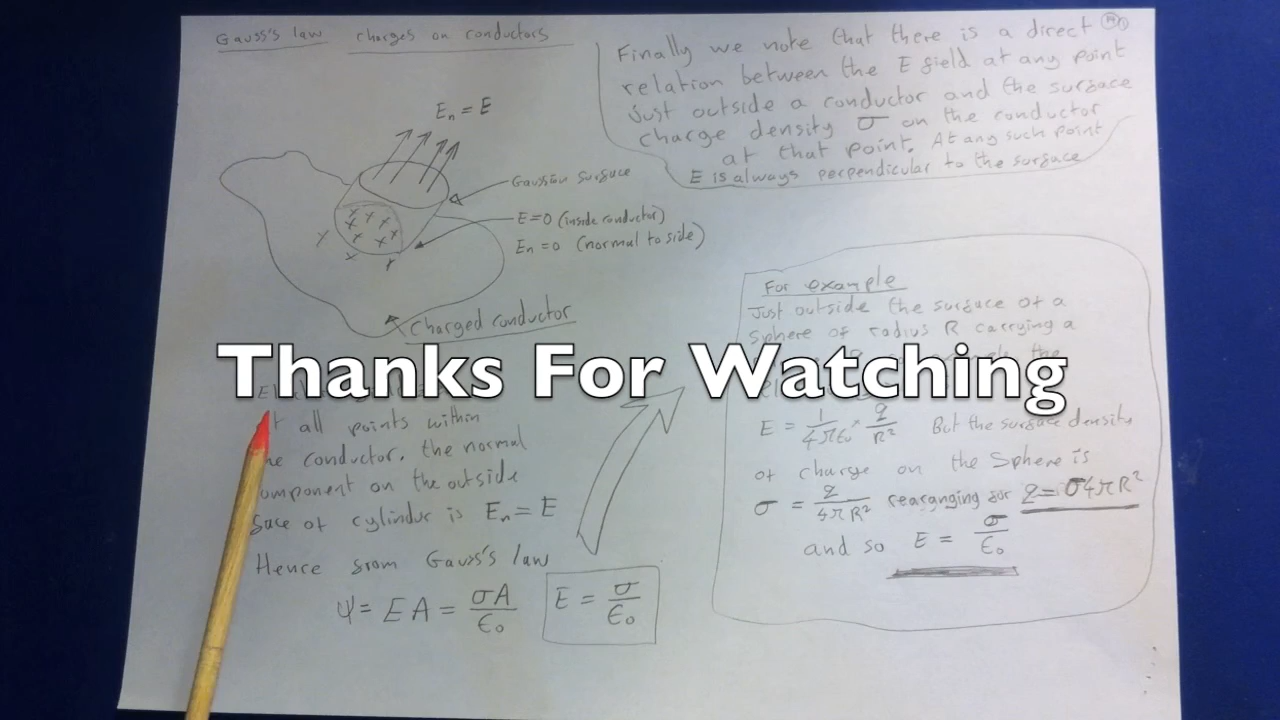 Gauss's law charges on conductors
Finally we note that there is a direct
relation between the E field at any point
Just outside a conductor and the surface
charge density σ on the conductor
at that point. At any such point
E is always perpendicular to the surface
En = E
Gaussian surface
E=0 (inside conductor)
En=0 (normal to side)
Charged conductor
Thanks For Watching
at all points within
the conductor. the normal
component on the outside
face of cylinder is En = E
Hence from Gauss's law
ψ = EA = σA/ε₀
E = σ/ε₀
For example
Just outside the surface of a
Sphere of radius R carrying a
the
E = 1/4πε₀ × q/R² But the surface density
of charge on the Sphere is
σ = q/4πR² rearranging for q = σ4πR²
and so E = σ/ε₀